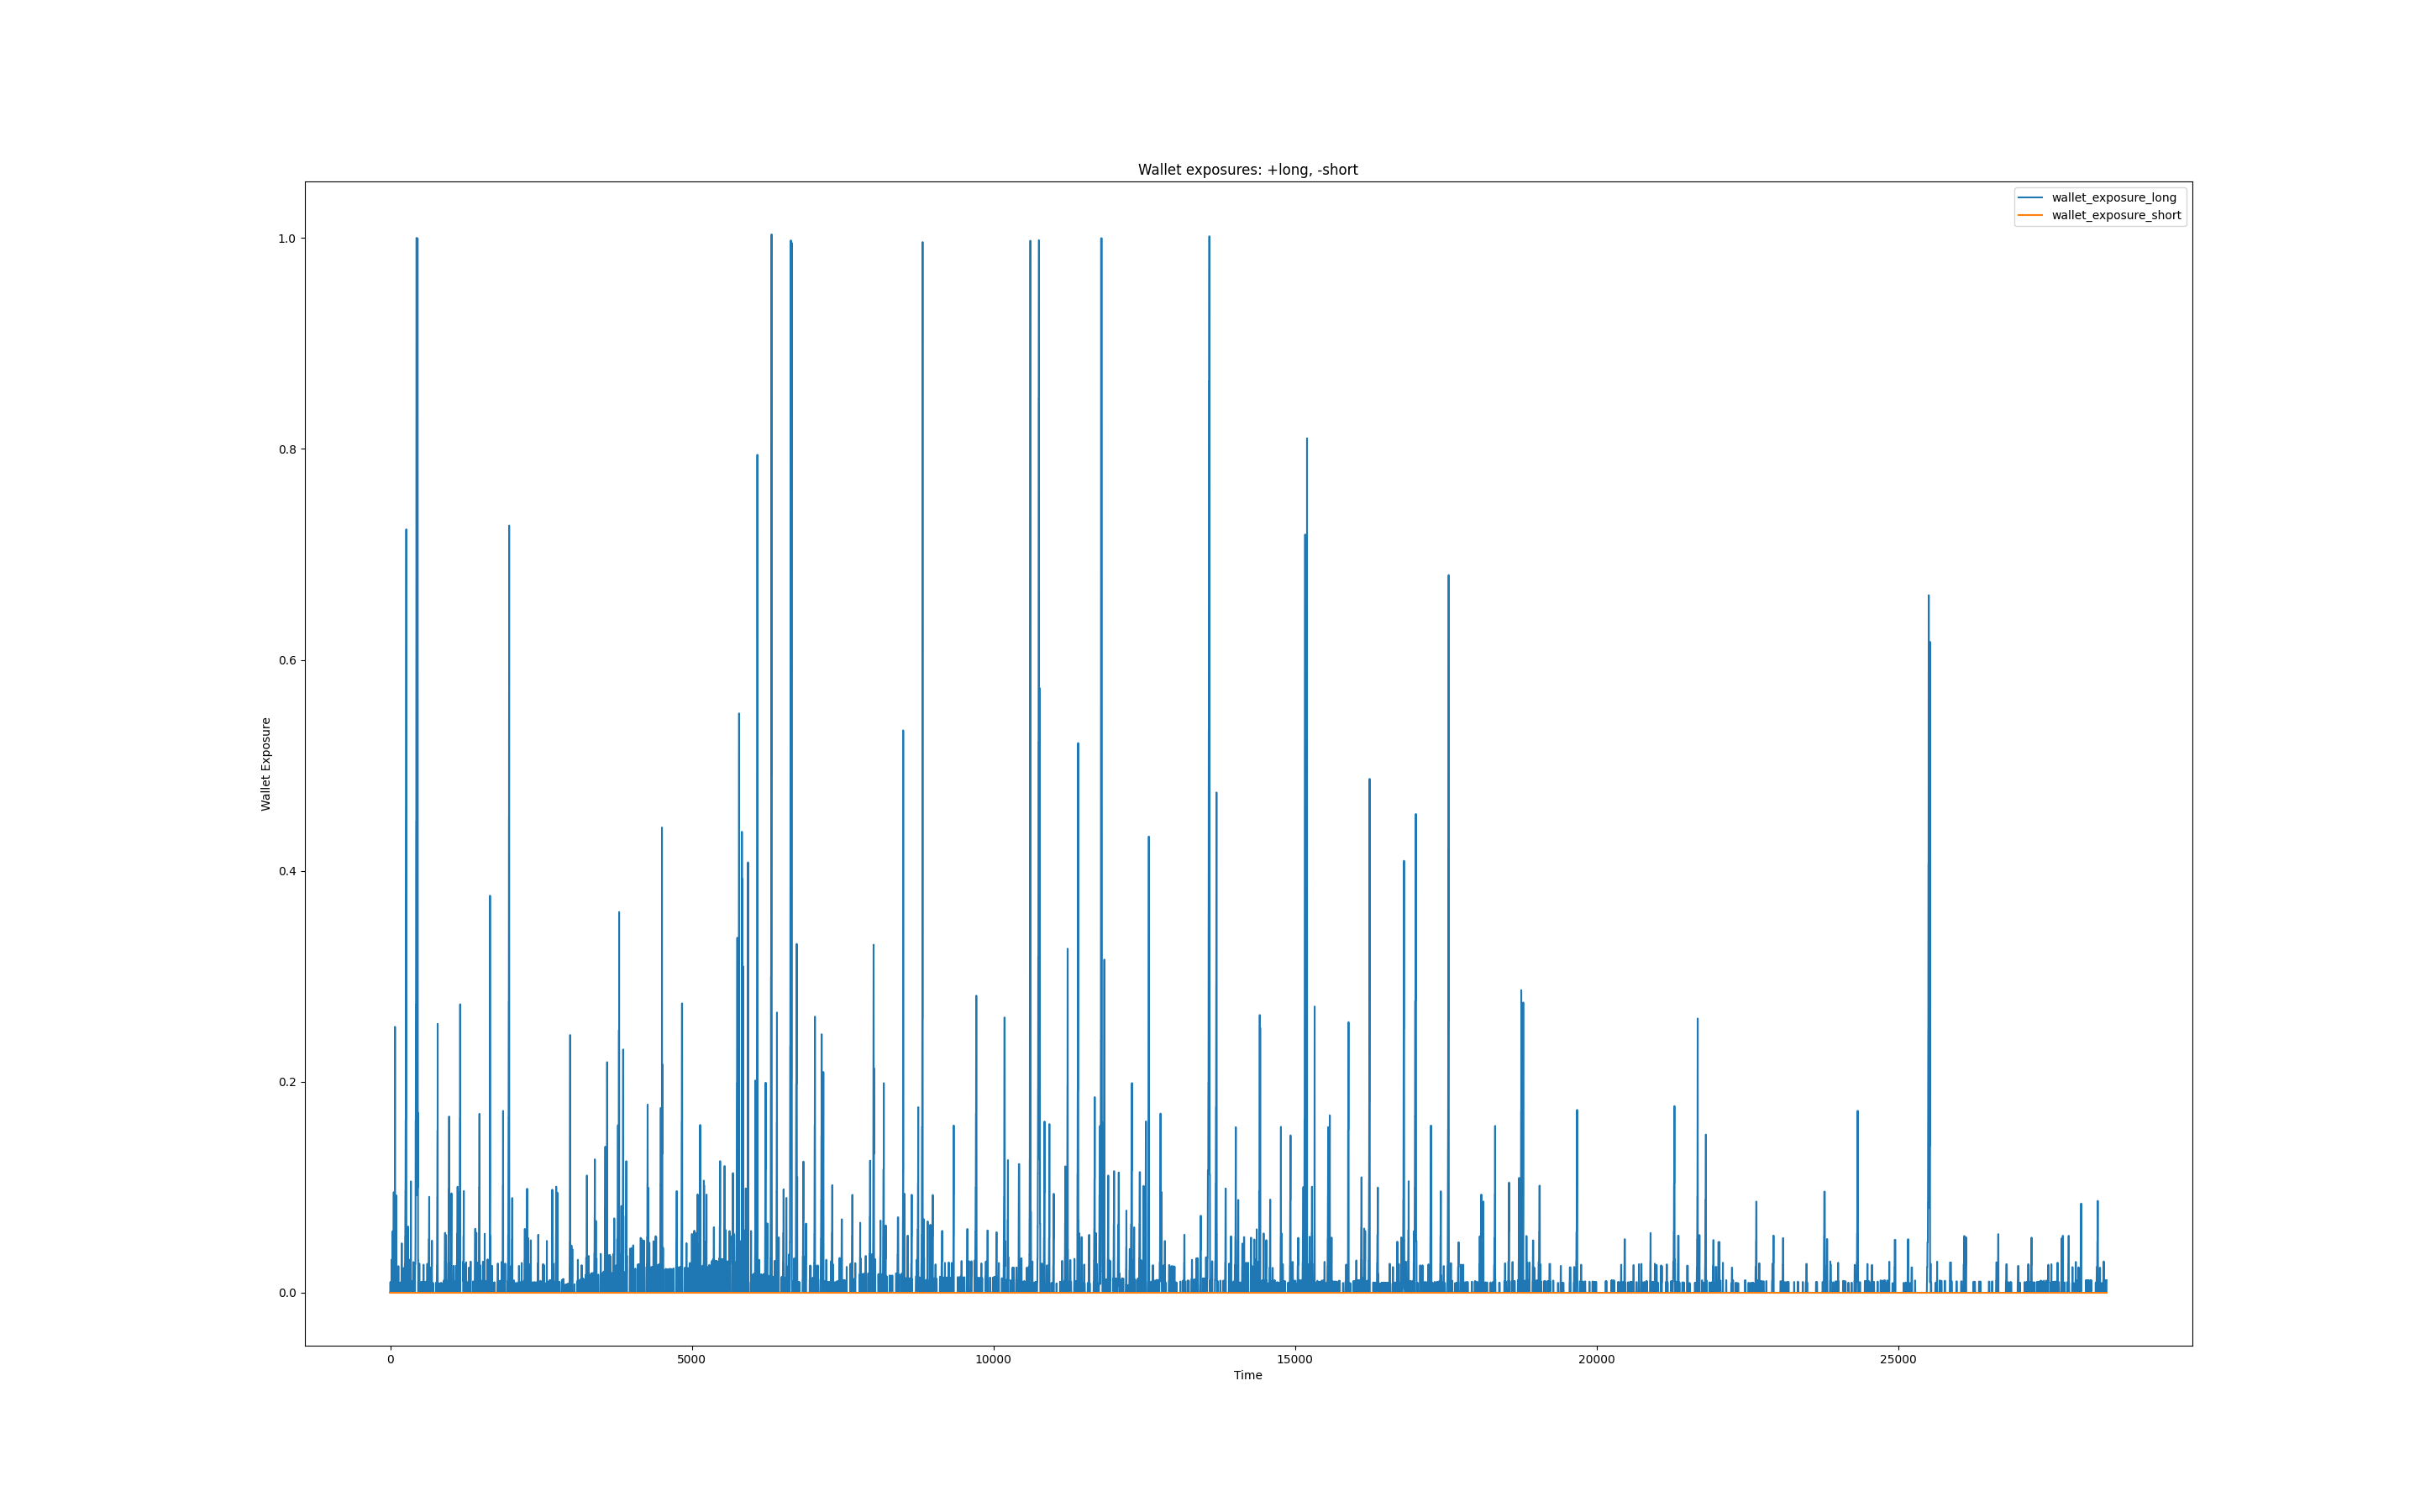 Wallet exposures: +long, -short
wallet_exposure_long
wallet_exposure_short
1.0
0.8
0.6
0.4
0.2
0.0
Wallet Exposure
0 5000 10000 15000 20000 25000
Time